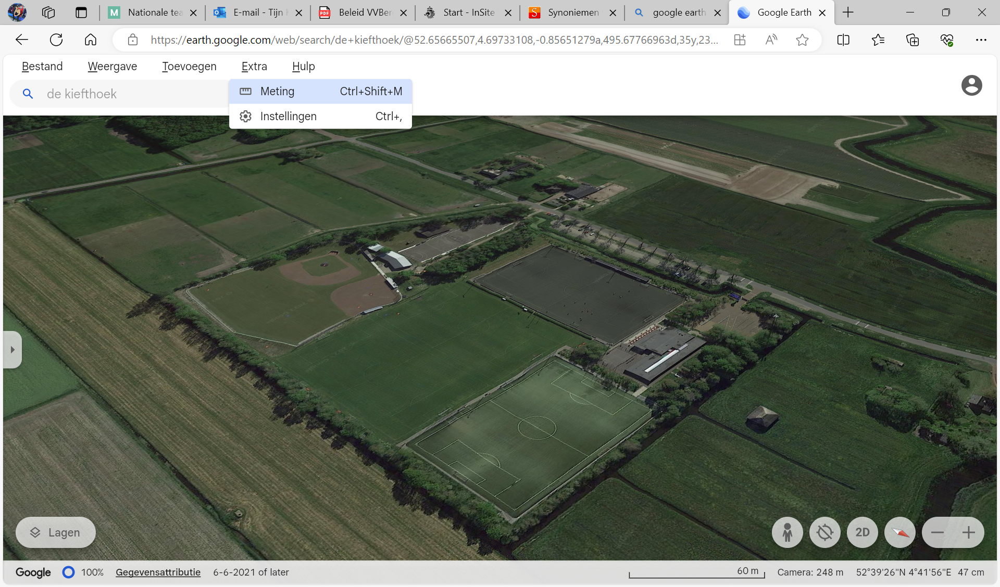 M Nationale tea
E-mail - Tijn
PDF Beleid VVBer
Start - InSite
S Synoniemen
google earth
Google Earth
https://earth.google.com/web/search/de+kiefthoek/@52.65665507,4.69733108,-0.85651279a,495.67766963d,35y,23...
Bestand Weergave Toevoegen Extra Hulp
de kiefthoek
Meting Ctrl+Shift+M
Instellingen Ctrl+,
Lagen
2D
Google 100% Gegevensattributie 6-6-2021 of later 60 m Camera: 248 m 52°39'26"N 4°41'56"E 47 cm